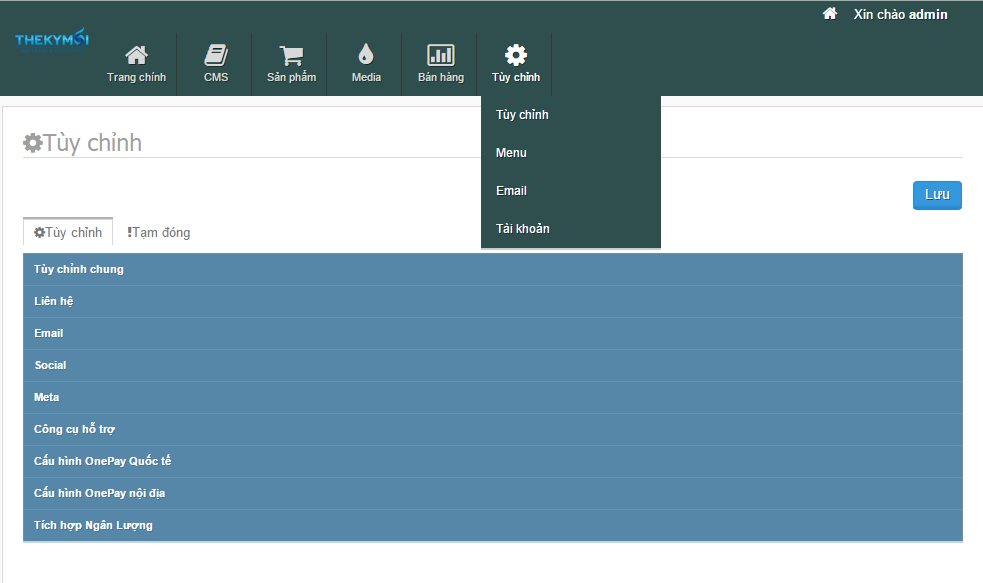 Xin chào admin
THEKYMỚI
Trang chính
CMS
Sản phẩm
Media
Bán hàng
Tùy chỉnh
Tùy chỉnh
Menu
Email
Tài khoản
Tùy chỉnh
Lưu
Tùy chỉnh
!Tạm đóng
Tùy chỉnh chung
Liên hệ
Email
Social
Meta
Công cụ hỗ trợ
Cấu hình OnePay Quốc tế
Cấu hình OnePay nội địa
Tích hợp Ngân Lượng